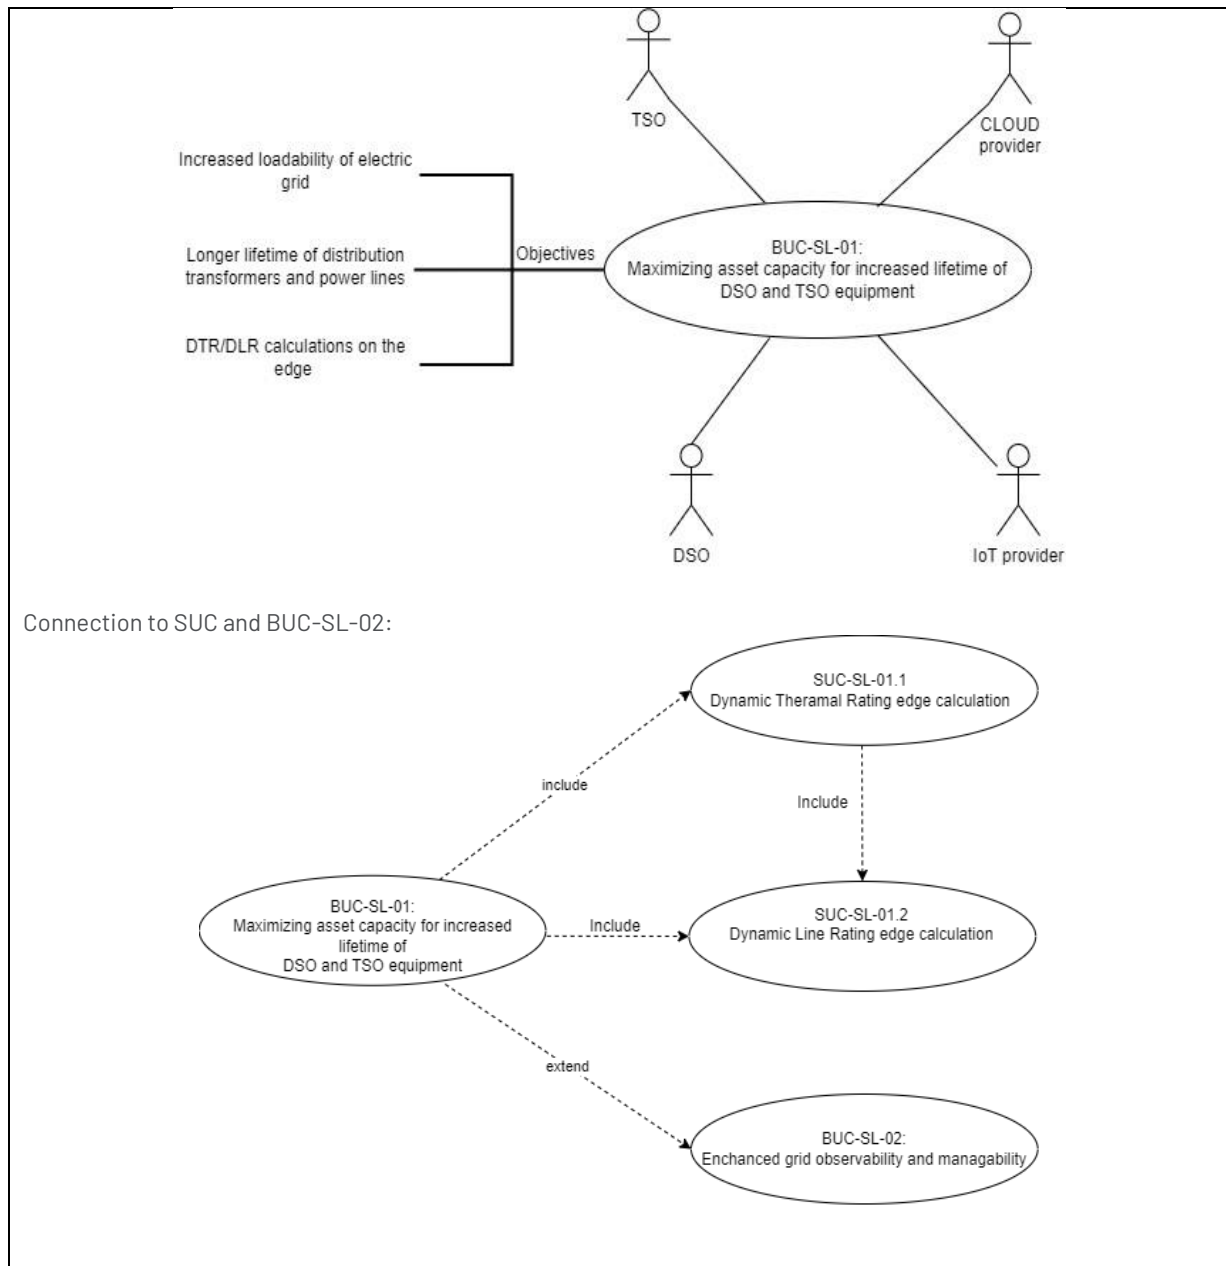 TSO
CLOUD
provider
Increased loadability of electric
grid
Longer lifetime of distribution
transformers and power lines
DTR/DLR calculations on the
edge
Objectives
BUC-SL-01:
Maximizing asset capacity for increased lifetime of
DSO and TSO equipment
DSO
IoT provider
Connection to SUC and BUC-SL-02:
SUC-SL-01.1
Dynamic Theramal Rating edge calculation
include
Include
BUC-SL-01:
Maximizing asset capacity for increased
lifetime of
DSO and TSO equipment
Include
SUC-SL-01.2
Dynamic Line Rating edge calculation
extend
BUC-SL-02:
Enchanced grid observability and managability